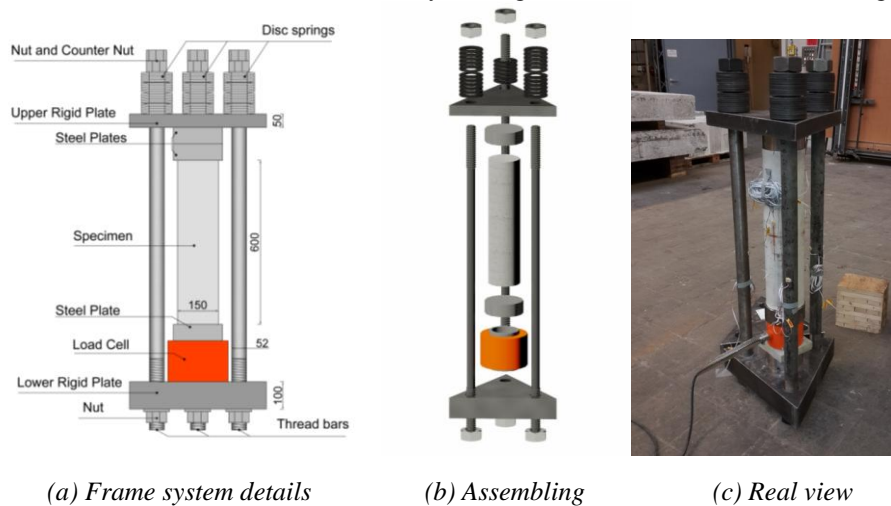 Disc springs
Nut and Counter Nut
Upper Rigid Plate
50
Steel Plates
Specimen
600
150
Steel Plate
Load Cell
52
Lower Rigid Plate
100
Nut
Thread bars
(a) Frame system details
(b) Assembling
(c) Real view